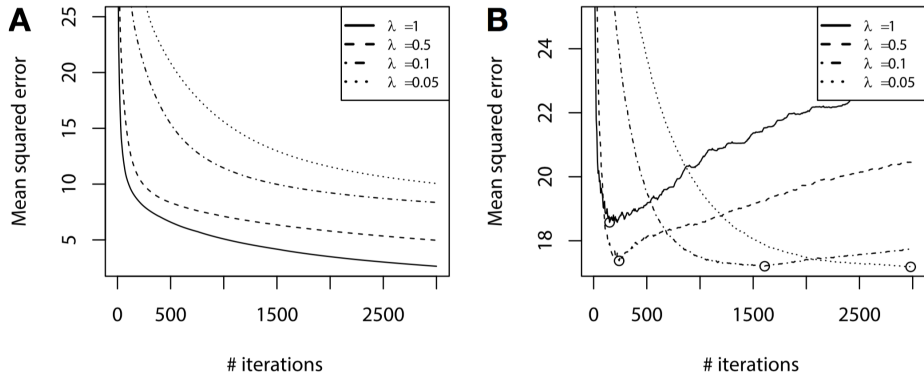 A
Mean squared error
25
20
15
10
5
0 500 1500 2500
# iterations
λ =1
λ =0.5
λ =0.1
λ =0.05
B
Mean squared error
24
22
20
18
0 500 1500 2500
# iterations
λ =1
λ =0.5
λ =0.1
λ =0.05